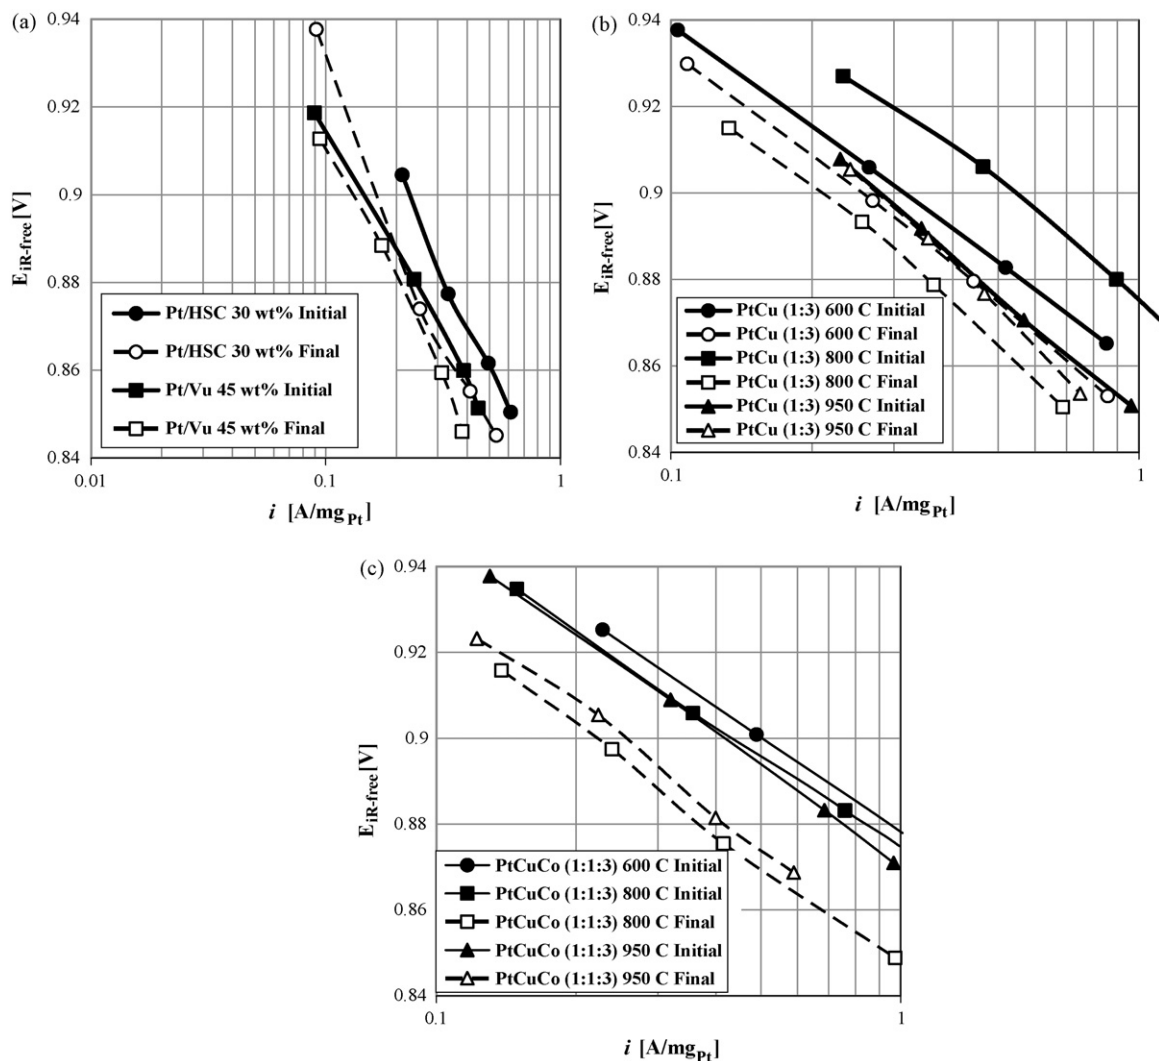 (a)
0.94
0.92
0.9
0.88
0.86
0.84
E_iR-free [V]
Pt/HSC 30 wt% Initial
Pt/HSC 30 wt% Final
Pt/Vu 45 wt% Initial
Pt/Vu 45 wt% Final
0.01
0.1
1
i [A/mg_Pt]
(b)
0.94
0.92
0.9
0.88
0.86
0.84
E_iR-free [V]
PtCu (1:3) 600 C Initial
PtCu (1:3) 600 C Final
PtCu (1:3) 800 C Initial
PtCu (1:3) 800 C Final
PtCu (1:3) 950 C Initial
PtCu (1:3) 950 C Final
0.1
1
i [A/mg_Pt]
(c)
0.94
0.92
0.9
0.88
0.86
0.84
E_iR-free [V]
PtCuCo (1:1:3) 600 C Initial
PtCuCo (1:1:3) 800 C Initial
PtCuCo (1:1:3) 800 C Final
PtCuCo (1:1:3) 950 C Initial
PtCuCo (1:1:3) 950 C Final
0.1
1
i [A/mg_Pt]